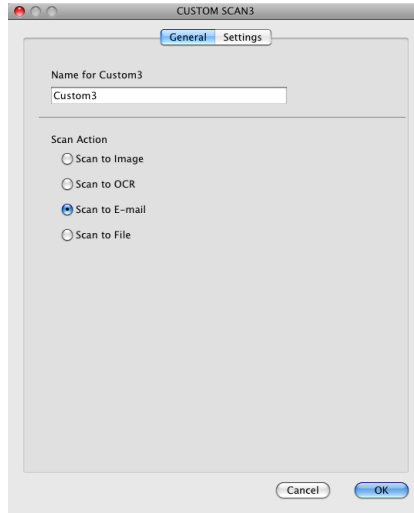 CUSTOM SCAN3
General Settings
Name for Custom3
Custom3
Scan Action
Scan to Image
Scan to OCR
Scan to E-mail
Scan to File
Cancel OK